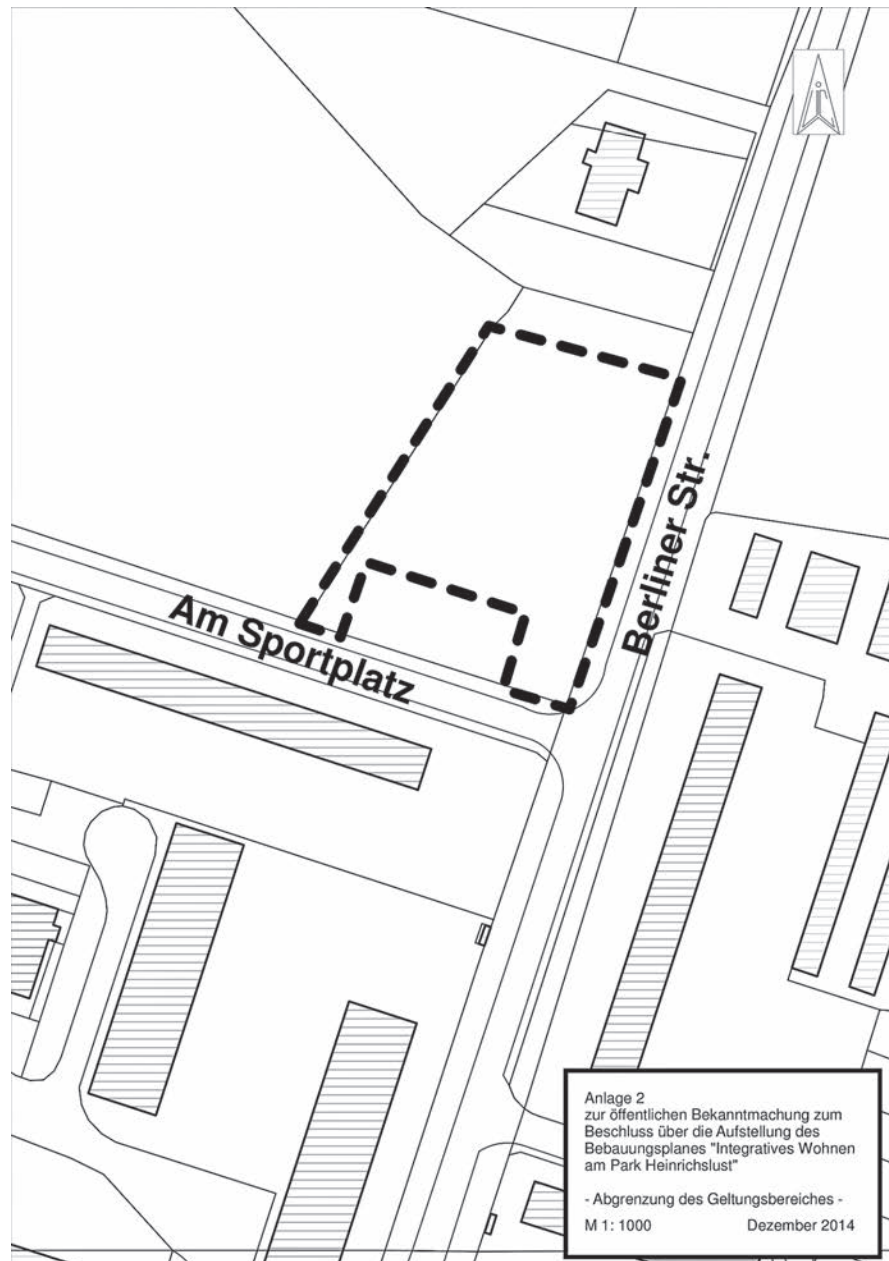 Berliner Str.
Am Sportplatz
Anlage 2
zur öffentlichen Bekanntmachung zum
Beschluss über die Aufstellung des
Bebauungsplanes "Integratives Wohnen
am Park Heinrichslust"
- Abgrenzung des Geltungsbereiches -
M 1: 1000 Dezember 2014